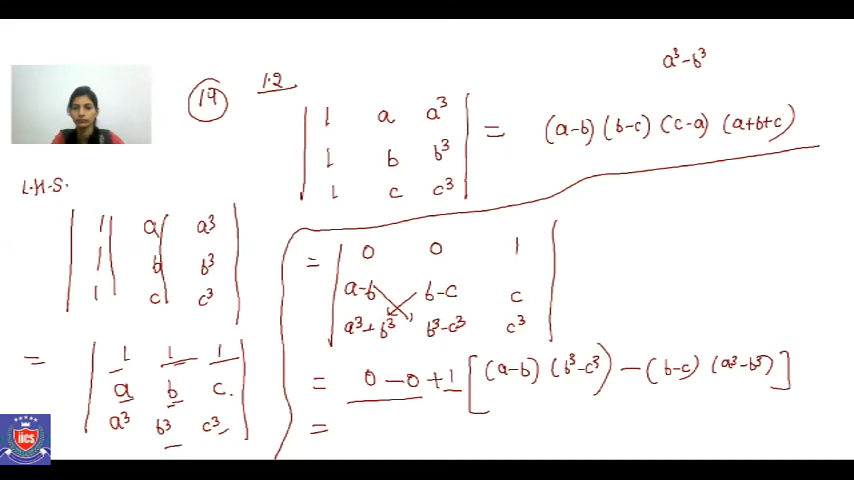 19
1.2
a³-b³
| 1 a a³ |
| 1 b b³ | = (a-b) (b-c) (c-a) (a+b+c)
| 1 c c³ |
L.H.S.
| 1 a a³ |
| 1 b b³ |
| 1 c c³ |
= | 1 1 1 |
| a b c. |
| a³ b³ c³ |
= | 0 0 1 |
| a-b b-c c |
| a³+b³ b³-c³ c³ |
= 0 - 0 + 1 [ (a-b) (b³-c³) - (b-c) (a³-b³) ]
=
iics